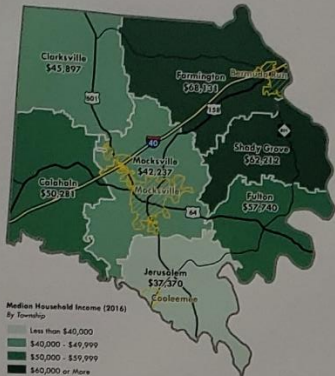 Clarksville
$45,897
Farmington
$68,131
Bermuda Run
601
158
40
Mocksville
$42,237
Mocksville
Shady Grove
$62,212
Calahaln
$50,281
Fulton
$57,740
64
Jerusalem
$37,370
Cooleemee
Median Household Income (2016)
By Township
Less than $40,000
$40,000 - $49,999
$50,000 - $59,999
$60,000 or More